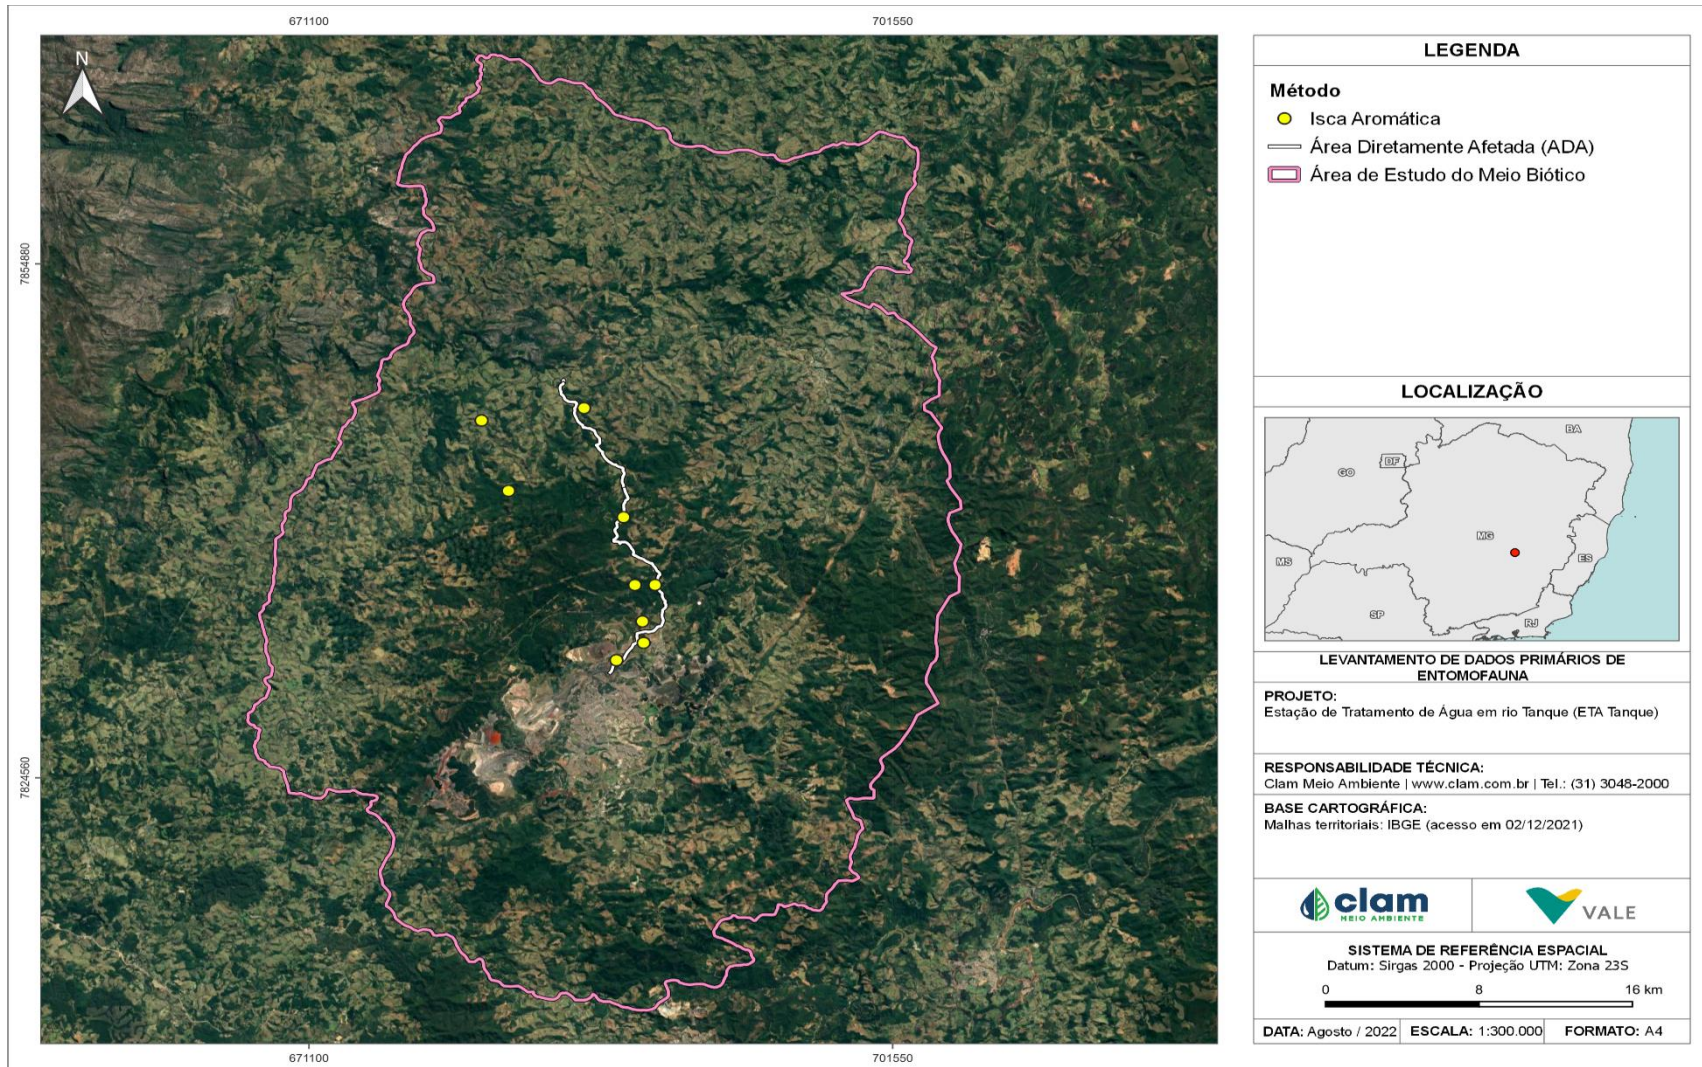 671100
701550
N
7854880
7824560
671100
701550
LEGENDA
Método
Isca Aromática
Área Diretamente Afetada (ADA)
Área de Estudo do Meio Biótico
LOCALIZAÇÃO
BA
GO
DF
MG
MS
ES
SP
RJ
LEVANTAMENTO DE DADOS PRIMÁRIOS DE
ENTOMOFAUNA
PROJETO:
Estação de Tratamento de Água em rio Tanque (ETA Tanque)
RESPONSABILIDADE TÉCNICA:
Clam Meio Ambiente | www.clam.com.br | Tel.: (31) 3048-2000
BASE CARTOGRÁFICA:
Malhas territoriais: IBGE (acesso em 02/12/2021)
clam
MEIO AMBIENTE
VALE
SISTEMA DE REFERÊNCIA ESPACIAL
Datum: Sirgas 2000 - Projeção UTM: Zona 23S
0 8 16 km
DATA: Agosto / 2022 ESCALA: 1:300.000 FORMATO: A4